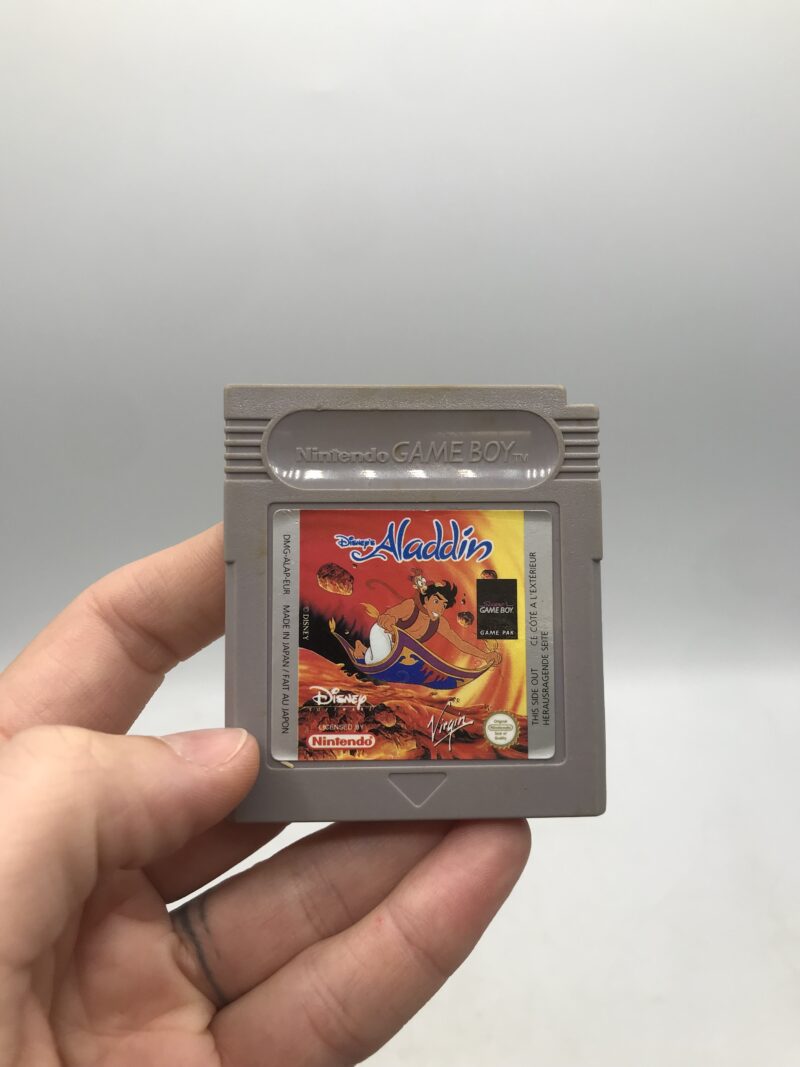 Nintendo GAME BOY TM
Disney's Aladdin
DMG-ALAP-EUR MADE IN JAPAN / FAIT AU JAPON
© DISNEY
Super
GAME BOY
GAME PAK
THIS SIDE OUT CE CÔTÉ A L'EXTÉRIEUR
HERAUSRAGENDE SEITE
Disney
SOFTWARE
LICENSED BY
Nintendo
Virgin
Original
Nintendo
Seal of
Quality